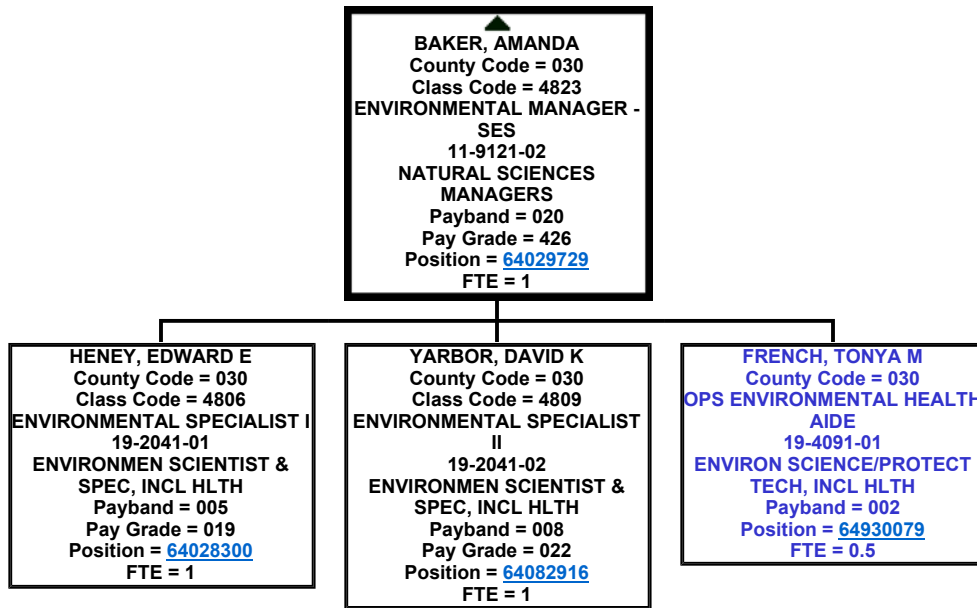 BAKER, AMANDA
County Code = 030
Class Code = 4823
ENVIRONMENTAL MANAGER -
SES
11-9121-02
NATURAL SCIENCES
MANAGERS
Payband = 020
Pay Grade = 426
Position = 64029729
FTE = 1
HENEY, EDWARD E
County Code = 030
Class Code = 4806
ENVIRONMENTAL SPECIALIST I
19-2041-01
ENVIRONMEN SCIENTIST &
SPEC, INCL HLTH
Payband = 005
Pay Grade = 019
Position = 64028300
FTE = 1
YARBOR, DAVID K
County Code = 030
Class Code = 4809
ENVIRONMENTAL SPECIALIST
II
19-2041-02
ENVIRONMEN SCIENTIST &
SPEC, INCL HLTH
Payband = 008
Pay Grade = 022
Position = 64082916
FTE = 1
FRENCH, TONYA M
County Code = 030
OPS ENVIRONMENTAL HEALTH
AIDE
19-4091-01
ENVIRON SCIENCE/PROTECT
TECH, INCL HLTH
Payband = 002
Position = 64930079
FTE = 0.5